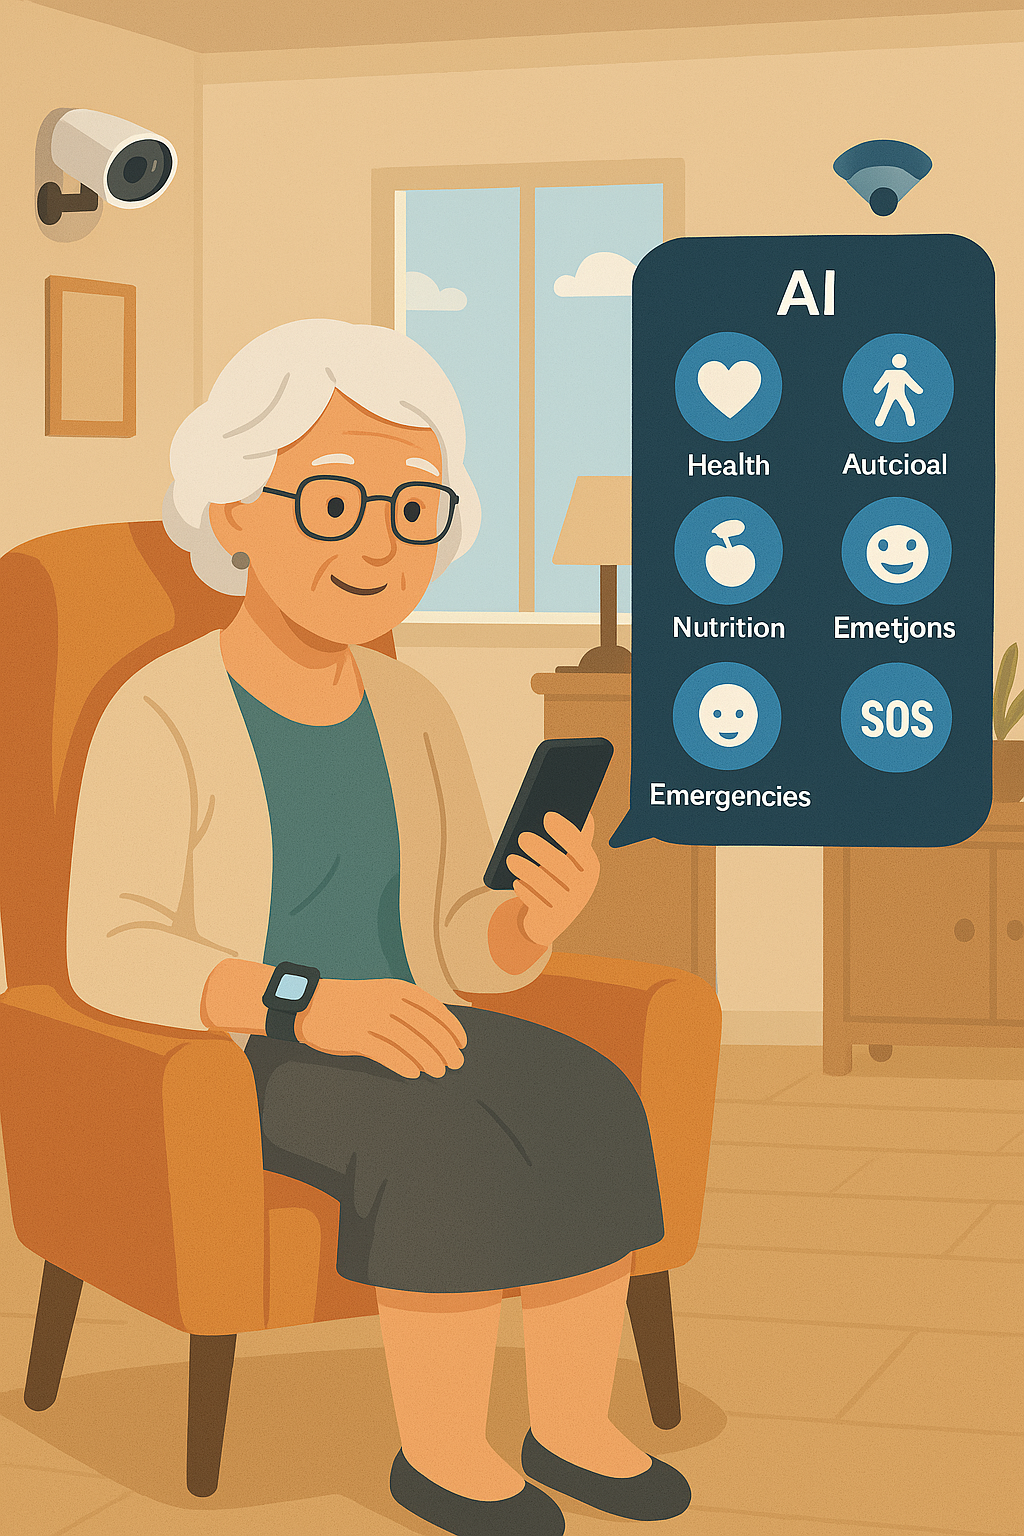 AI
Health
Autcioal
Nutrition
Emetjons
SOS
Emergencies